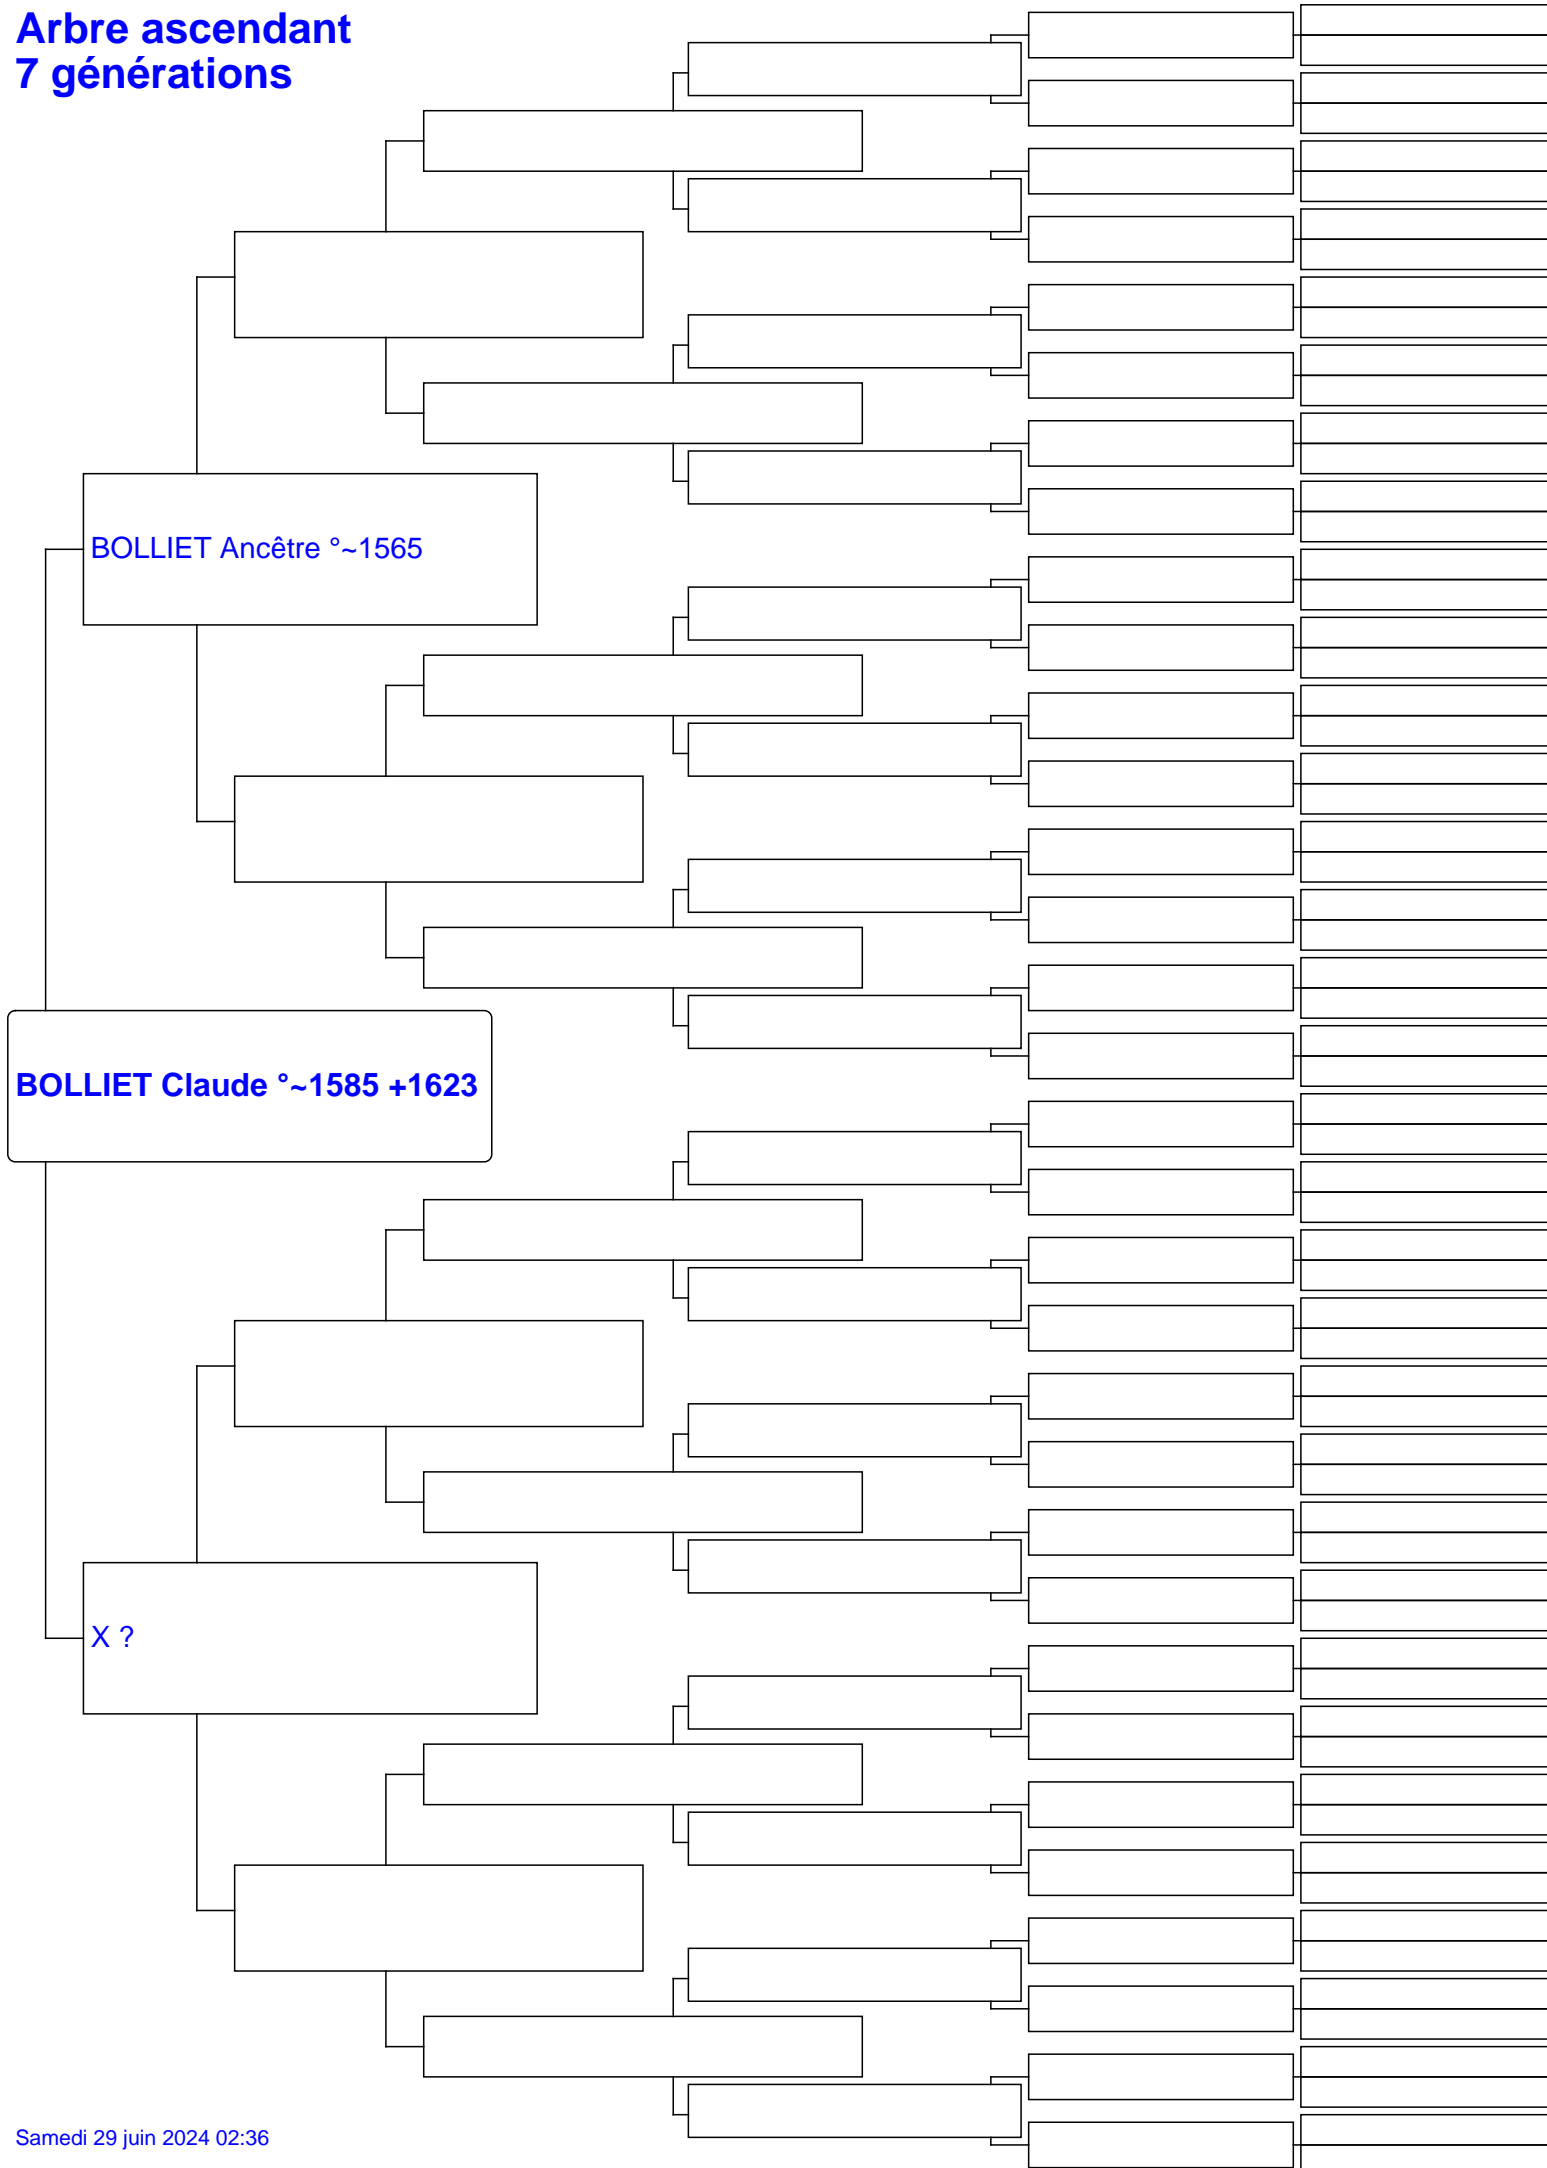 Arbre ascendant
7 générations
BOLLIET Ancêtre °~1565
BOLLIET Claude °~1585 +1623
X ?
Samedi 29 juin 2024 02:36